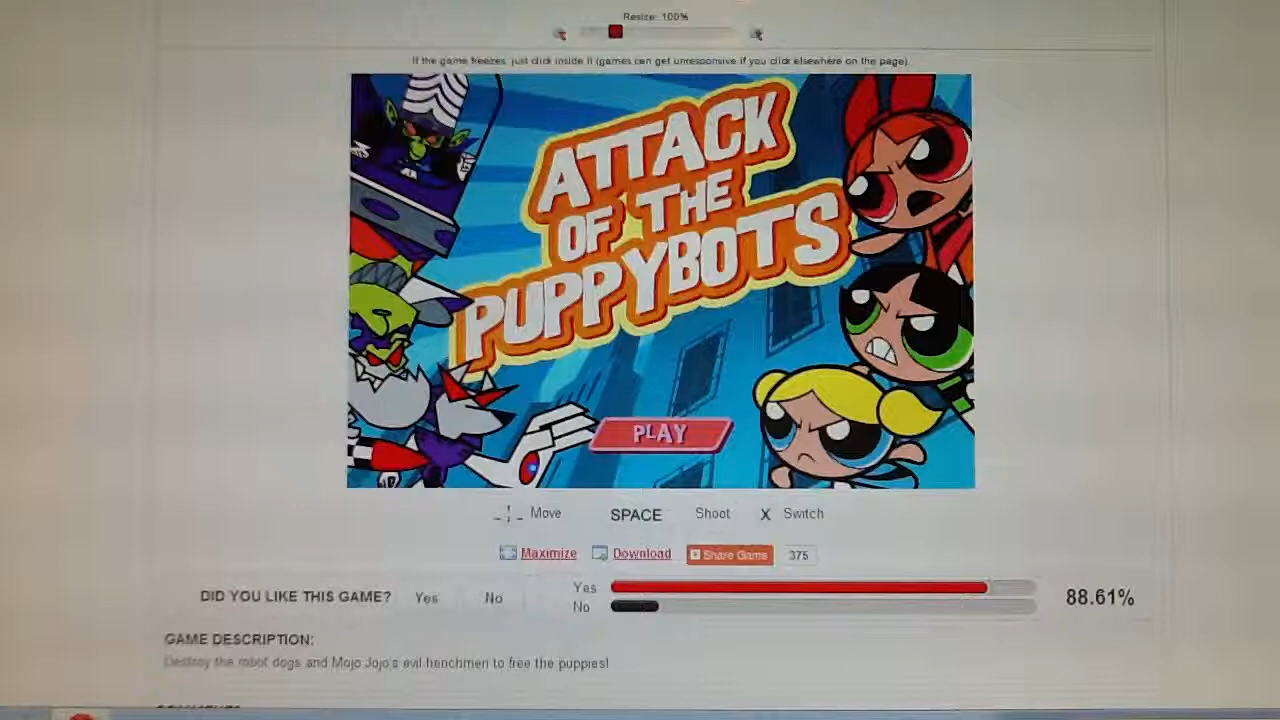 Resize: 100%
If the game freezes, just click inside it (games can get unresponsive if you click elsewhere on the page).
ATTACK
OF THE
PUPPYBOTS
PLAY
Move SPACE Shoot X Switch
Maximize Download Share Game 375
DID YOU LIKE THIS GAME? Yes No Yes 88.61%
No
GAME DESCRIPTION:
Destroy the robot dogs and Mojo Jojo's evil henchmen to free the puppies!